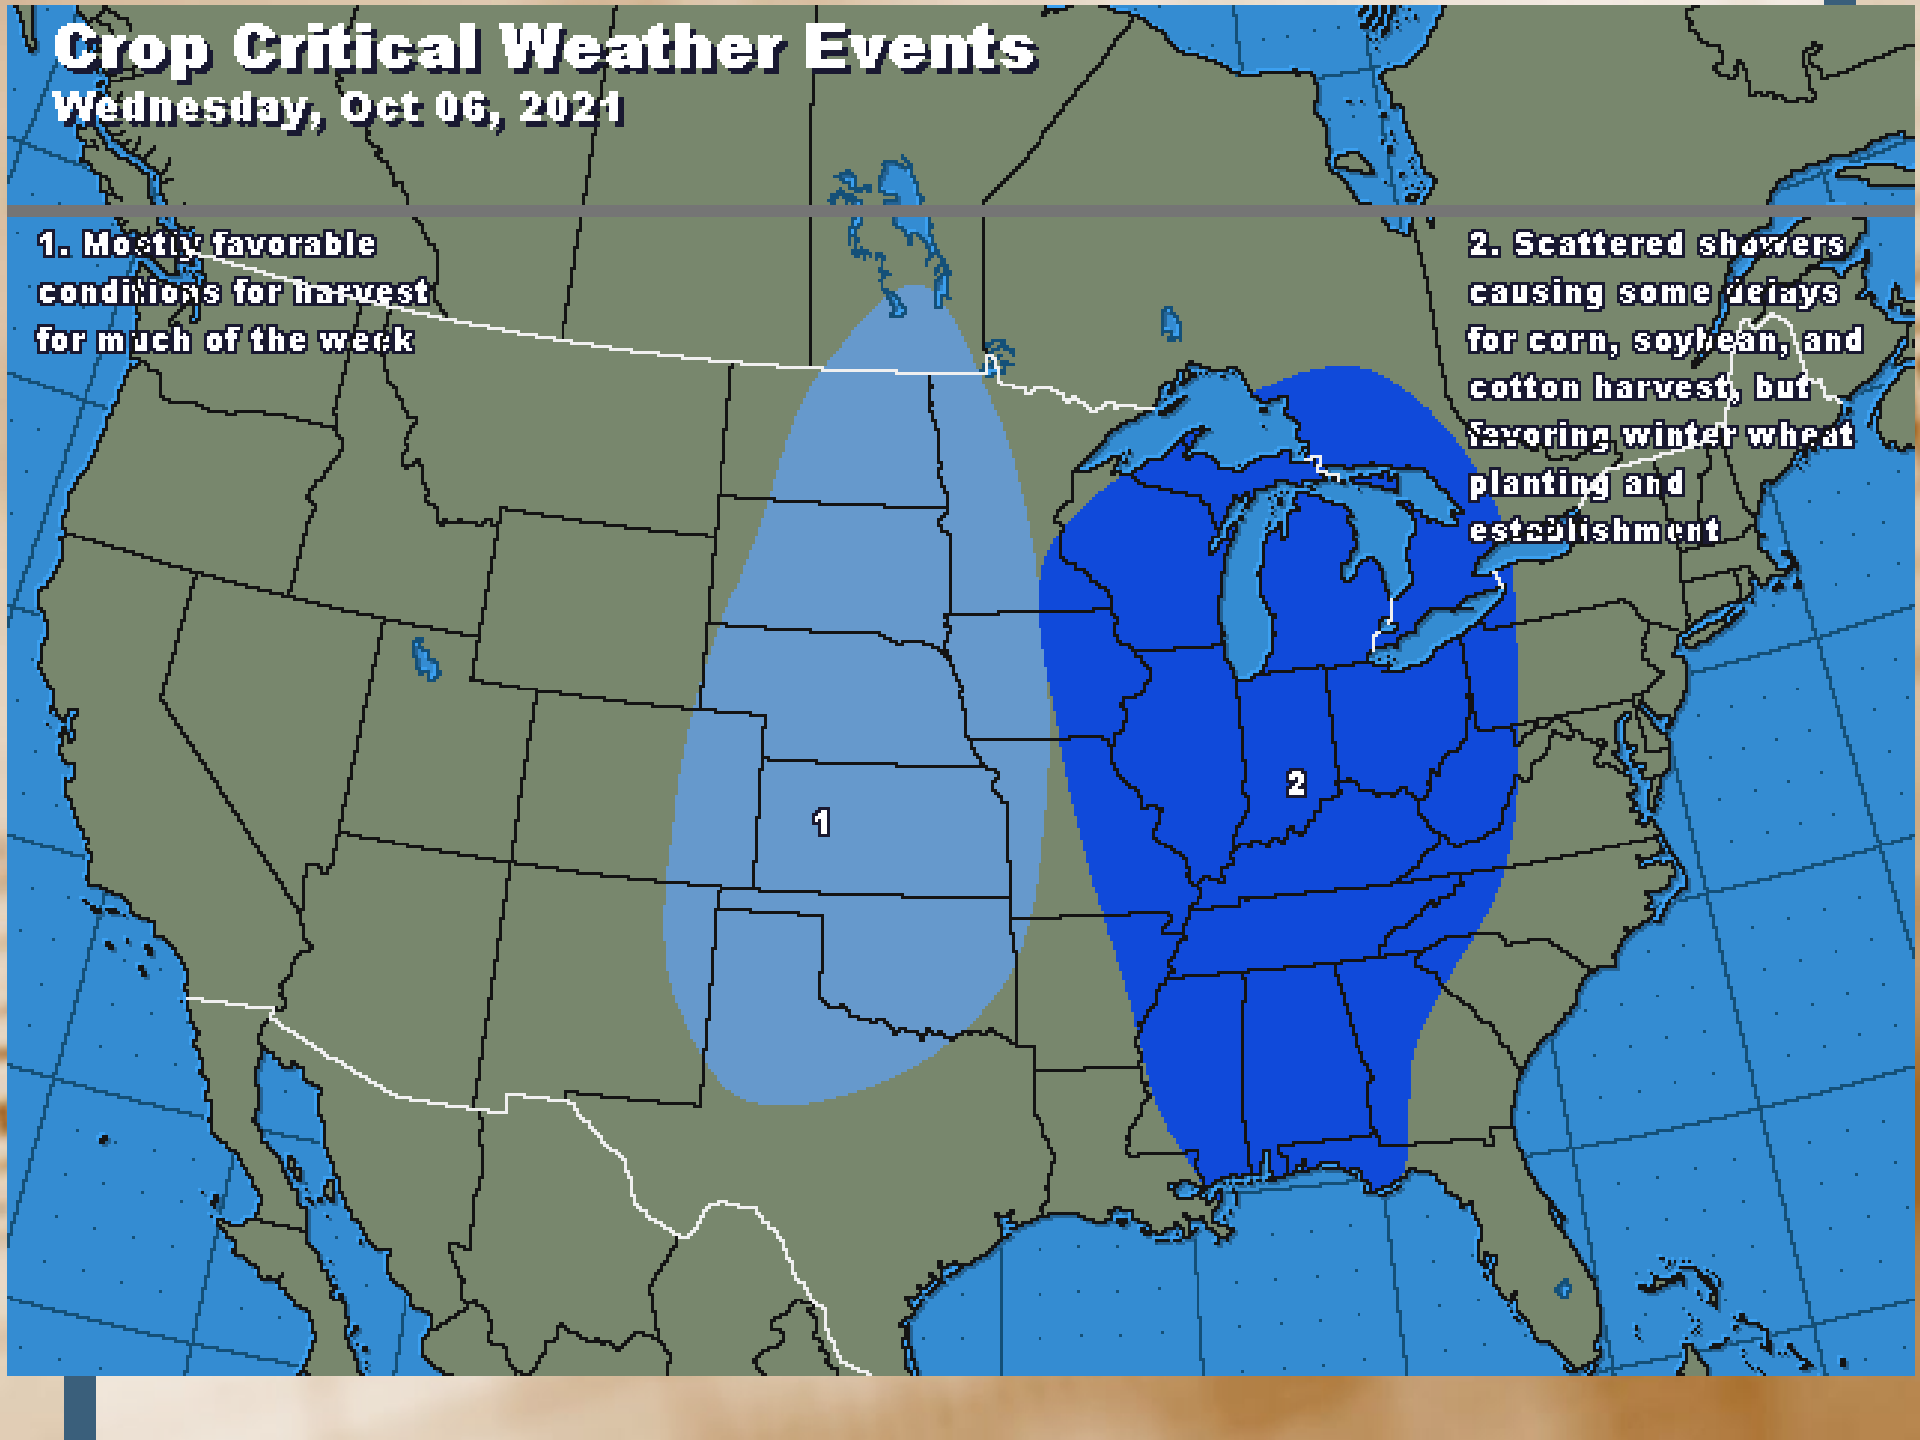 Crop Critical Weather Events
Wednesday, Oct 06, 2021
1. Mostly favorable
conditions for harvest
for much of the week
2. Scattered showers
causing some delays
for corn, soybean, and
cotton harvest, but
favoring winter wheat
planting and
establishment
1
2